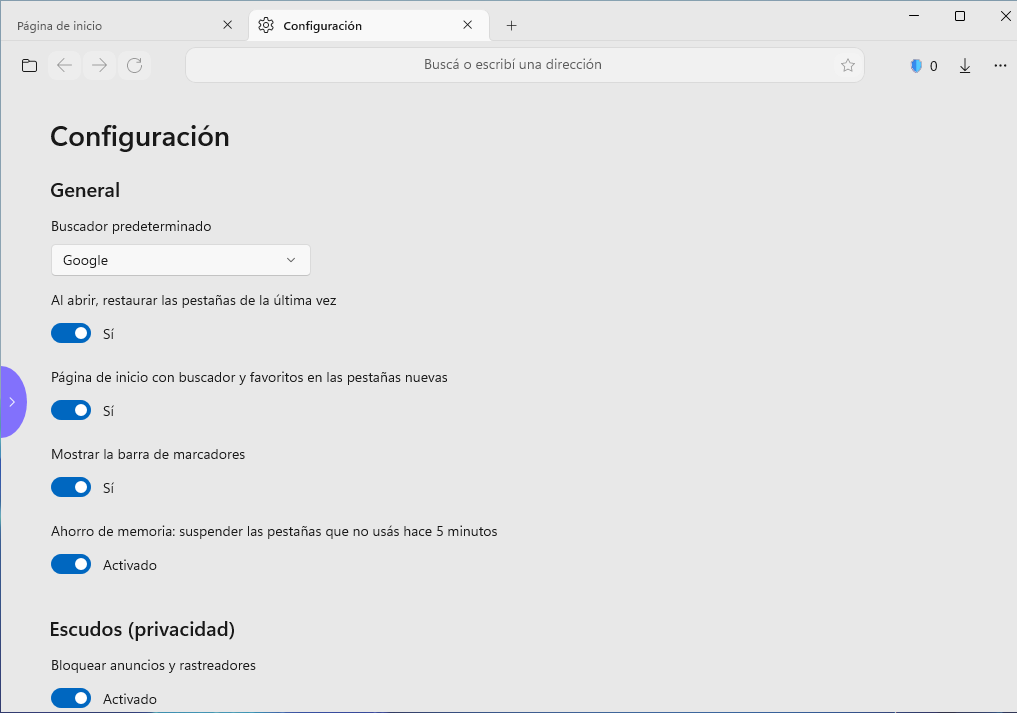 Página de inicio
Configuración
Buscá o escribí una dirección
0
Configuración
General
Buscador predeterminado
Google
Al abrir, restaurar las pestañas de la última vez
Sí
Página de inicio con buscador y favoritos en las pestañas nuevas
Sí
Mostrar la barra de marcadores
Sí
Ahorro de memoria: suspender las pestañas que no usás hace 5 minutos
Activado
Escudos (privacidad)
Bloquear anuncios y rastreadores
Activado